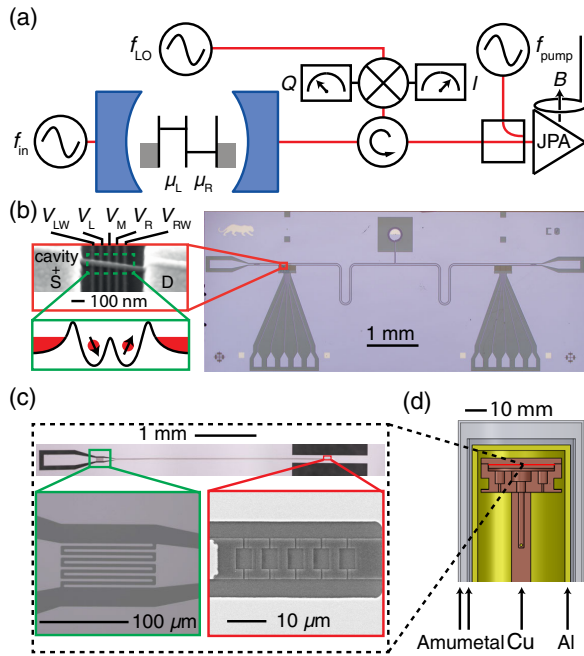 (a)
f_LO
f_pump
Q
I
B
f_in
μ_L
μ_R
JPA
(b)
V_LW
V_L
V_M
V_R
V_RW
cavity
+
S
D
100 nm
1 mm
(c)
1 mm
100 μm
10 μm
(d)
10 mm
Amumetal
Cu
Al